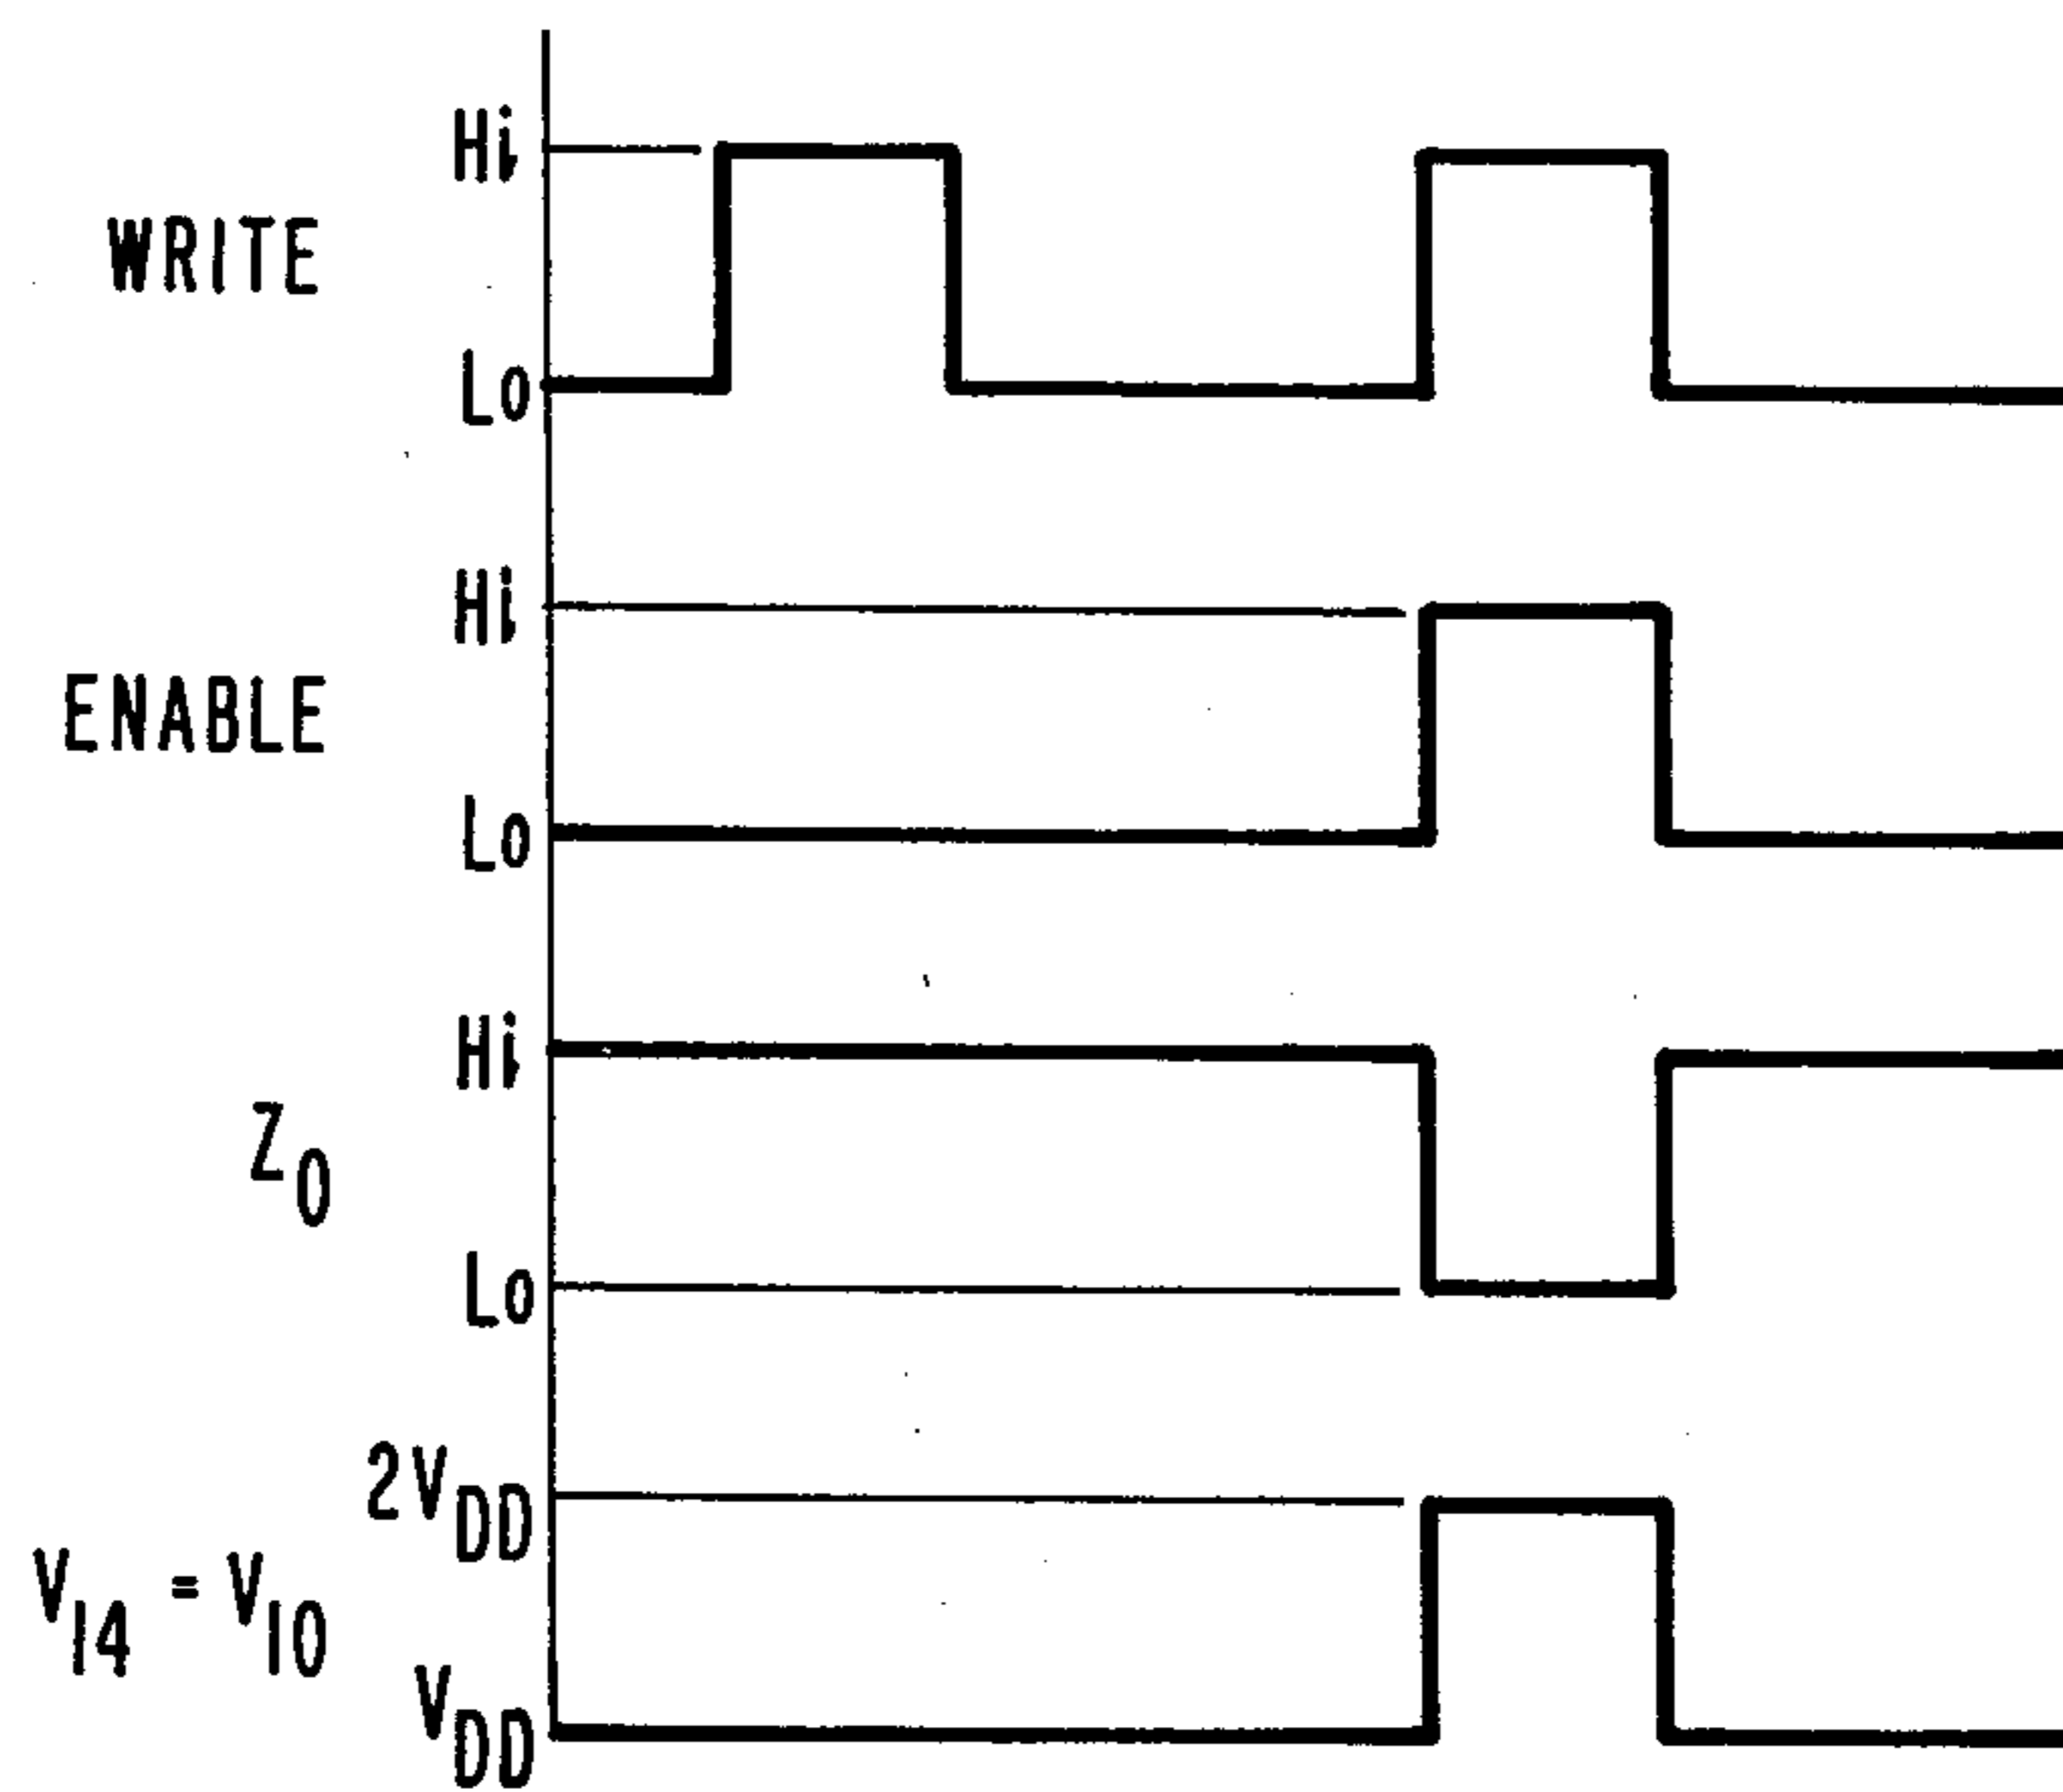 Hi
WRITE
Lo
Hi
ENABLE
Lo
Hi
Z0
Lo
2VDD
V14 = V10
VDD